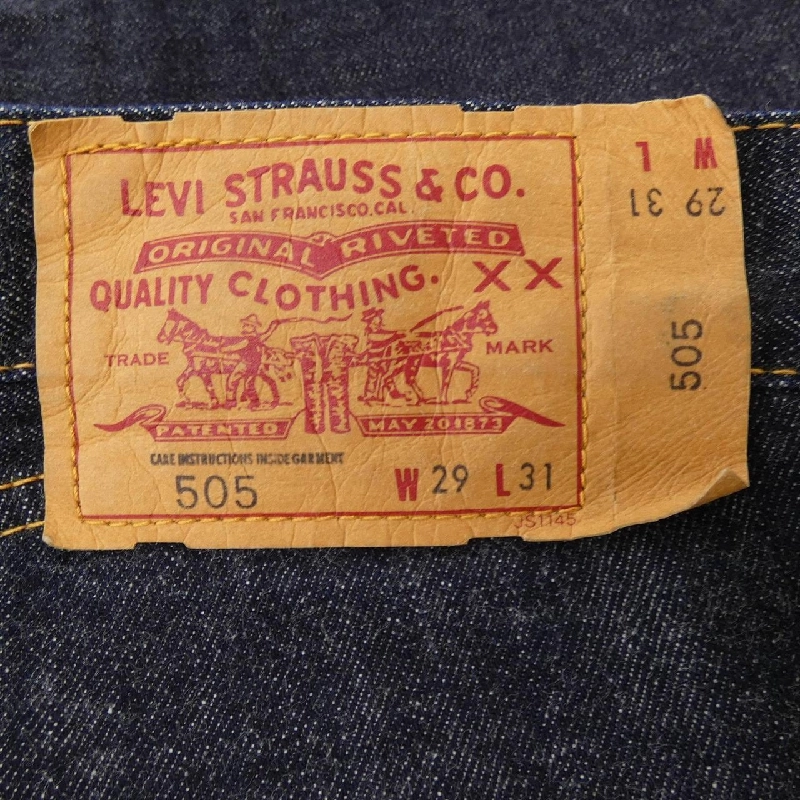 LEVI STRAUSS & CO.
SAN FRANCISCO, CAL.
ORIGINAL RIVETED
QUALITY CLOTHING. XX
TRADE MARK
PATENTED MAY 20 1873
CARE INSTRUCTIONS INSIDE GARMENT
505 W 29 L 31
JS1145
W L
29 31
505